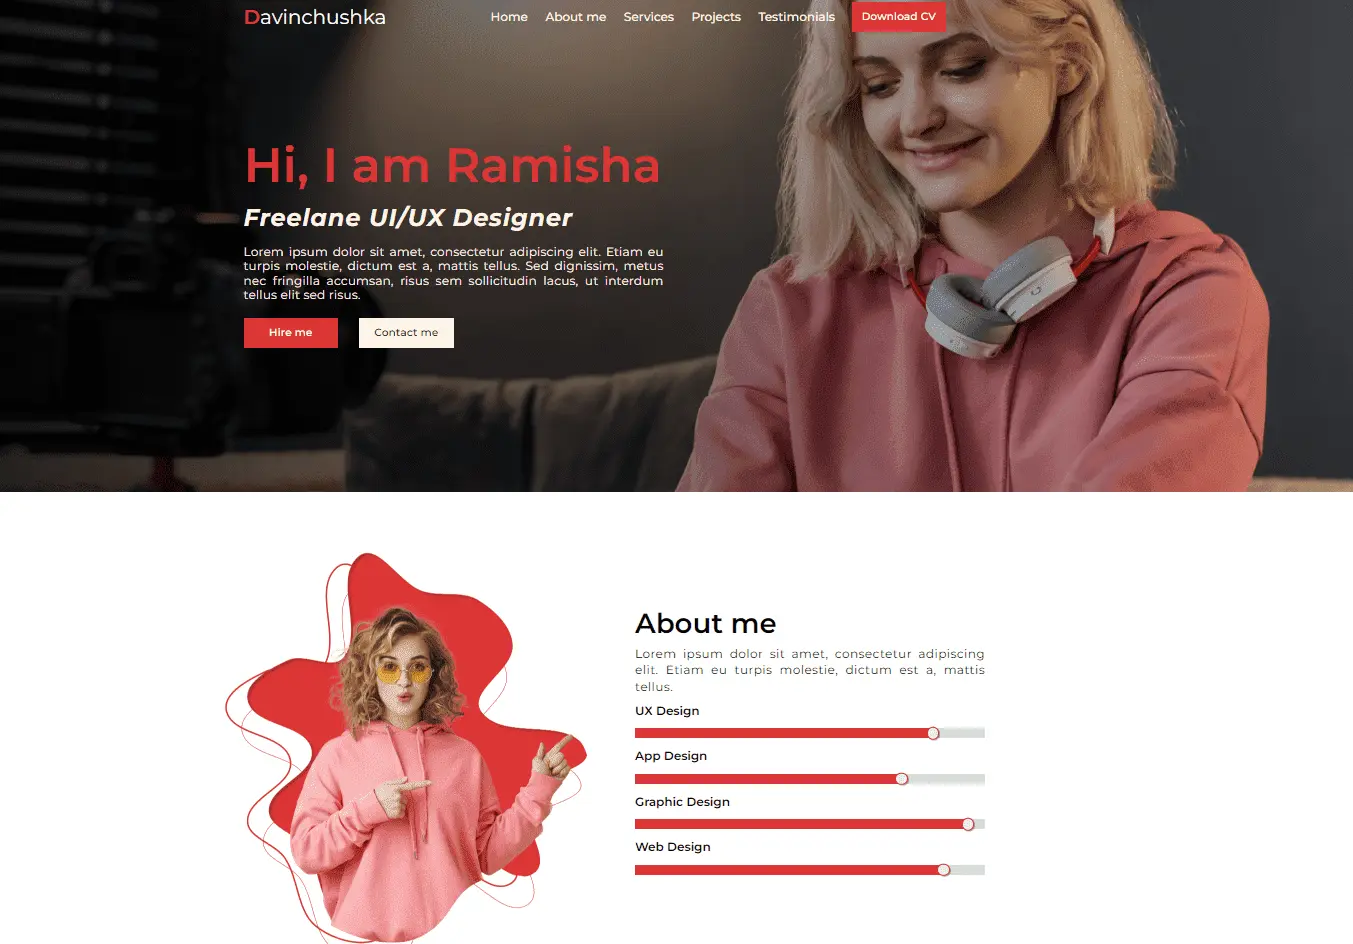 Davinchushka
Home About me Services Projects Testimonials Download CV
Hi, I am Ramisha
Freelane UI/UX Designer
Lorem ipsum dolor sit amet, consectetur adipiscing elit. Etiam eu
turpis molestie, dictum est a, mattis tellus. Sed dignissim, metus
nec fringilla accumsan, risus sem sollicitudin lacus, ut interdum
tellus elit sed risus.
Hire me Contact me
About me
Lorem ipsum dolor sit amet, consectetur adipiscing
elit. Etiam eu turpis molestie, dictum est a, mattis
tellus.
UX Design
App Design
Graphic Design
Web Design